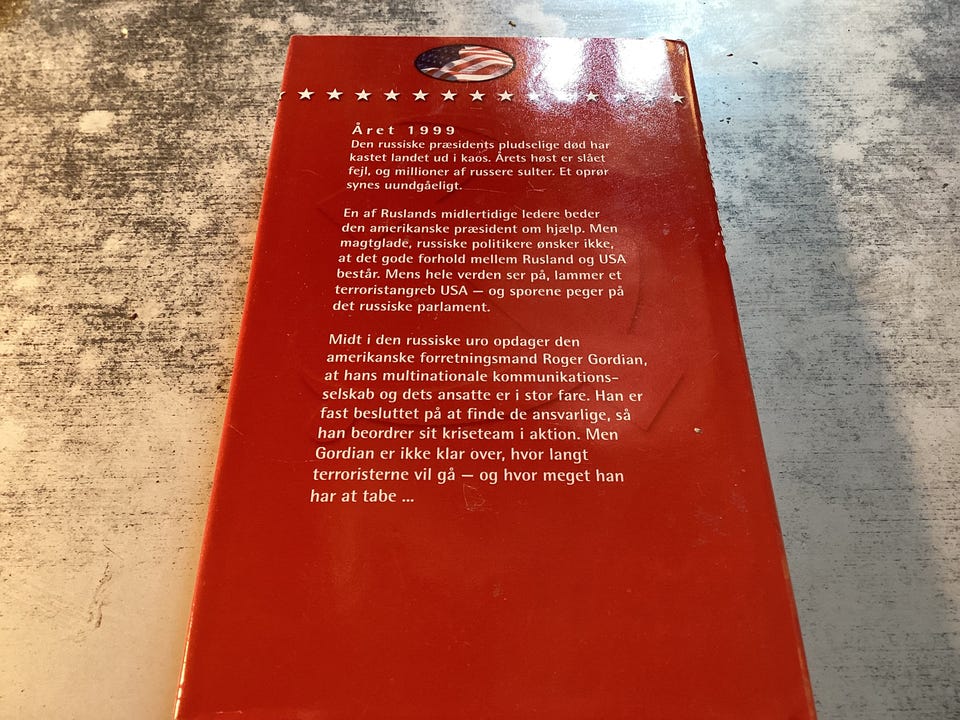 Året 1999
Den russiske præsidents pludselige død har
kastet landet ud i kaos. Årets høst er slået
fejl, og millioner af russere sulter. Et oprør
synes uundgåeligt.
En af Ruslands midlertidige ledere beder
den amerikanske præsident om hjælp. Men
magtglade, russiske politikere ønsker ikke,
at det gode forhold mellem Rusland og USA
består. Mens hele verden ser på, lammer et
terroristangreb USA – og sporene peger på
det russiske parlament.
Midt i den russiske uro opdager den
amerikanske forretningsmand Roger Gordian,
at hans multinationale kommunikations-
selskab og dets ansatte er i stor fare. Han er
fast besluttet på at finde de ansvarlige, så
han beordrer sit kriseteam i aktion. Men
Gordian er ikke klar over, hvor langt
terroristerne vil gå – og hvor meget han
har at tabe ...